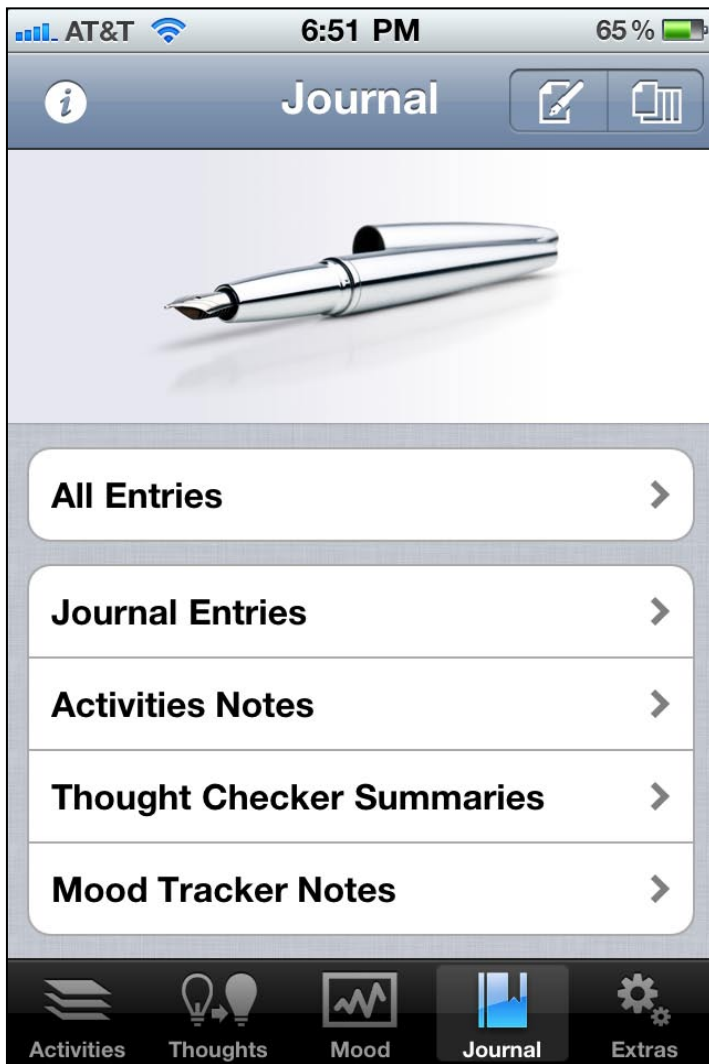 AT&T 6:51 PM 65%
Journal
All Entries
Journal Entries
Activities Notes
Thought Checker Summaries
Mood Tracker Notes
Activities Thoughts Mood Journal Extras